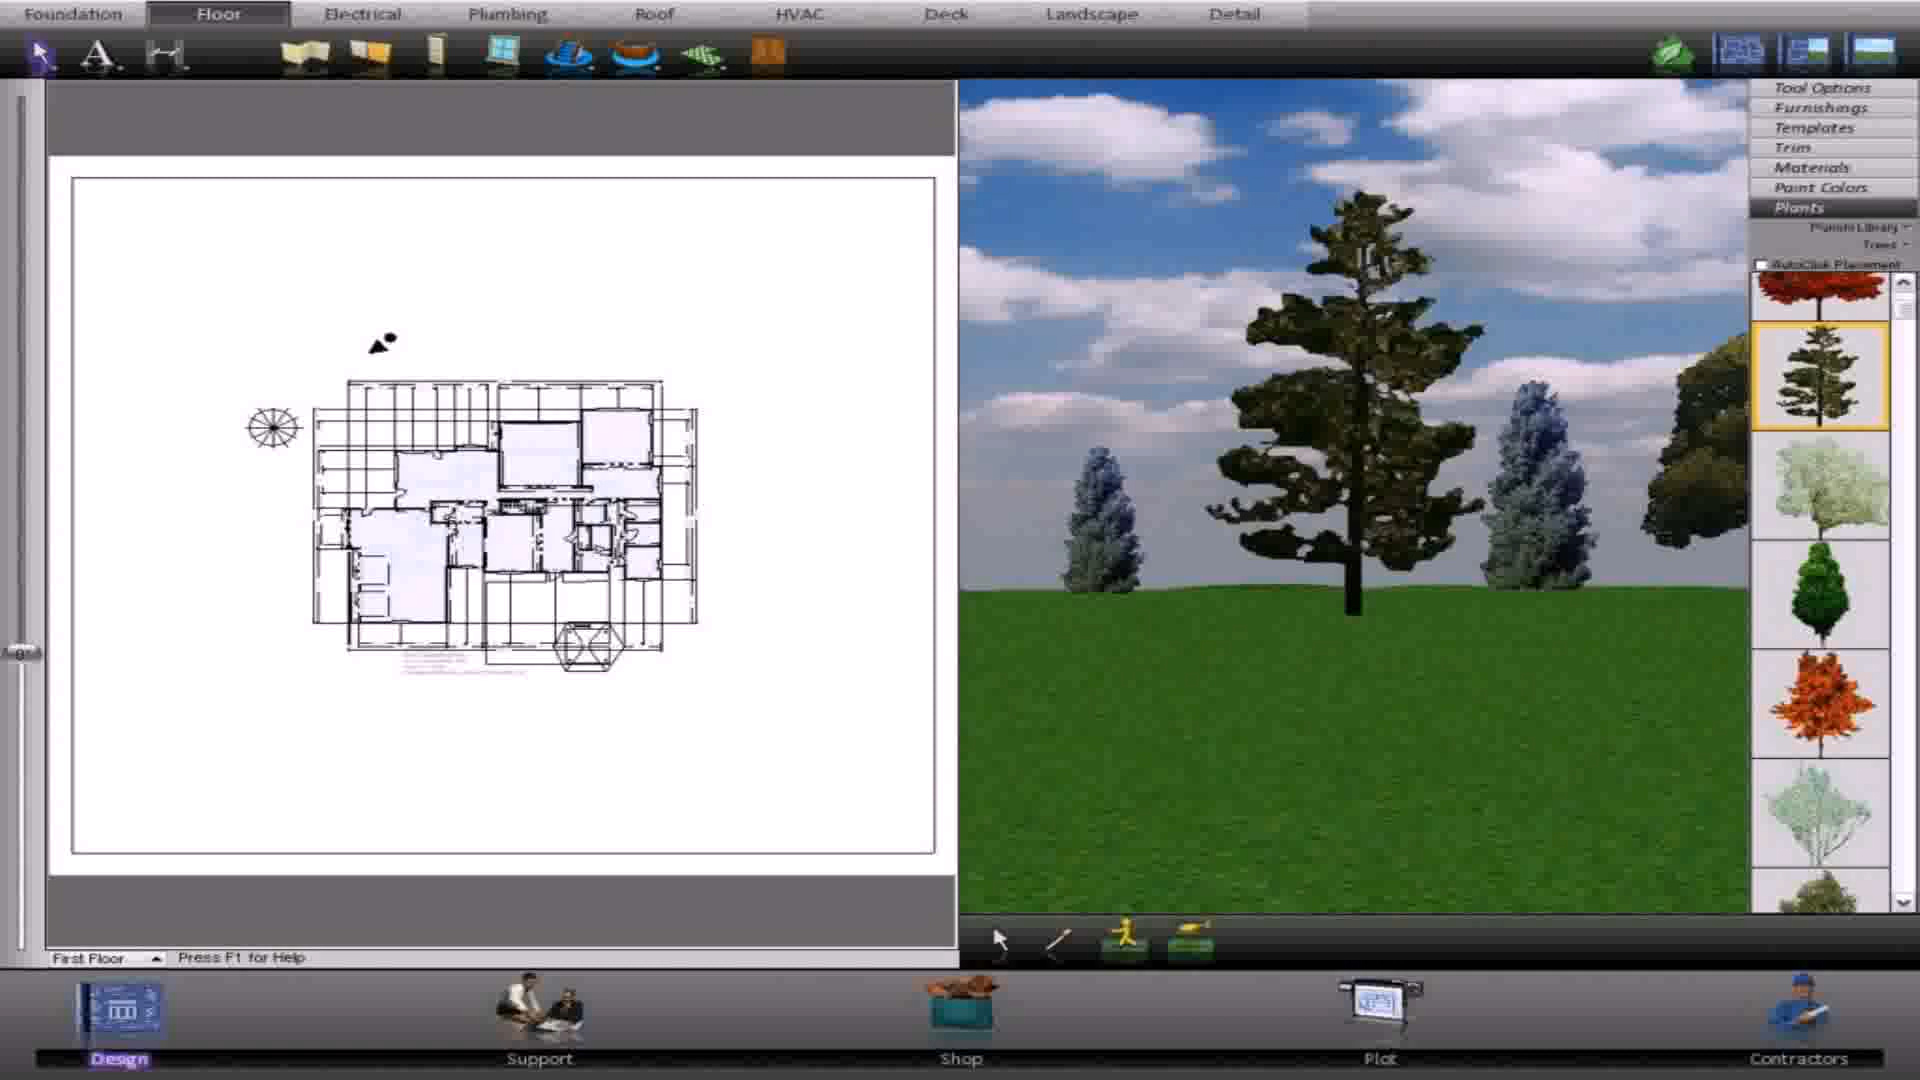 Foundation
Floor
Electrical
Plumbing
Roof
HVAC
Deck
Landscape
Detail
A
Tool Options
Furnishings
Templates
Trim
Materials
Paint Colors
Plants
Library
Trees
AutoClick Placement
0"
First Floor
Press F1 for Help
Design
Support
Shop
Plot
Contractors